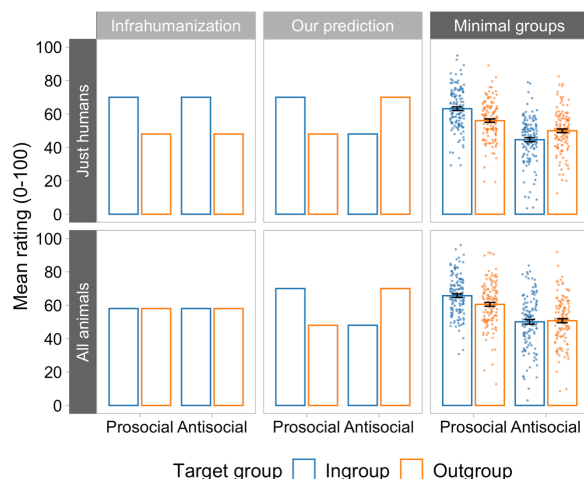 Infrahumanization Our prediction Minimal groups
Mean rating (0-100)
Just humans
100
80
60
40
20
0
All animals
100
80
60
40
20
0
Prosocial Antisocial Prosocial Antisocial Prosocial Antisocial
Target group Ingroup Outgroup